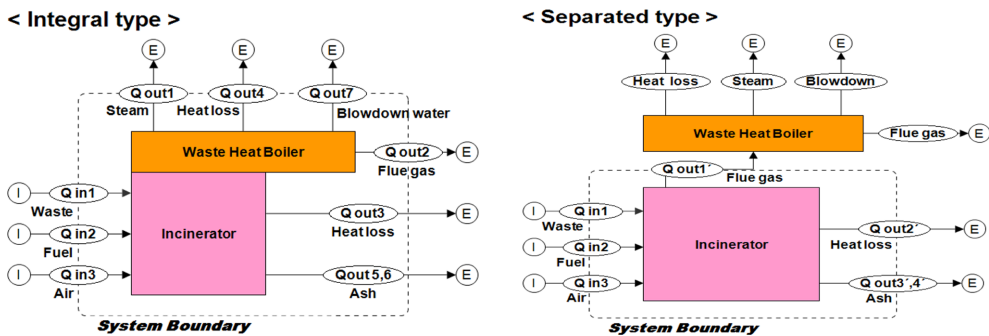 < Integral type >
E
E
E
Q out1
Q out4
Q out7
Steam
Heat loss
Blowdown water
Waste Heat Boiler
Q out2
E
Flue gas
I
Q in1
Waste
Q out3
E
Heat loss
I
Q in2
Fuel
Incinerator
I
Q in3
Air
Qout 5,6
E
Ash
System Boundary
< Separated type >
E
E
E
Heat loss
Steam
Blowdown
Waste Heat Boiler
Flue gas
E
Q out1´
Flue gas
I
Q in1
Waste
Q out2´
E
Heat loss
I
Q in2
Fuel
Incinerator
I
Q in3
Air
Q out3´,4´
E
Ash
System Boundary